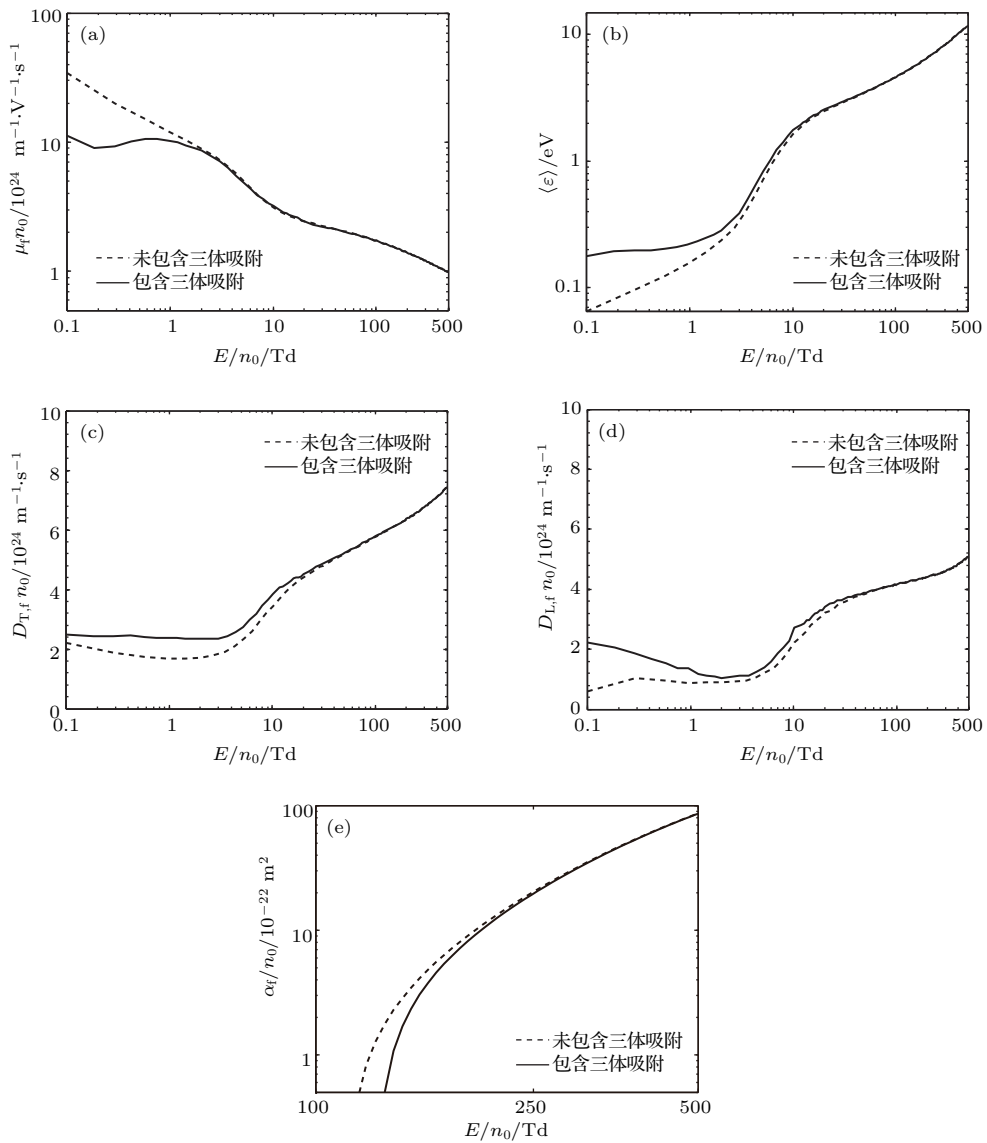 (a)
100
10
1
μ_f n_0/10^24 m^−1·V^−1·s^−1
未包含三体吸附
包含三体吸附
0.1 1 10 100 500
E/n_0/Td
(b)
10
1
0.1
⟨ε⟩/eV
未包含三体吸附
包含三体吸附
0.1 1 10 100 500
E/n_0/Td
(c)
10
8
6
4
2
0
D_T,f n_0/10^24 m^−1·s^−1
未包含三体吸附
包含三体吸附
0.1 1 10 100 500
E/n_0/Td
(d)
10
8
6
4
2
0
D_L,f n_0/10^24 m^−1·s^−1
未包含三体吸附
包含三体吸附
0.1 1 10 100 500
E/n_0/Td
(e)
100
10
1
α_f/n_0/10^−22 m^2
未包含三体吸附
包含三体吸附
100 250 500
E/n_0/Td